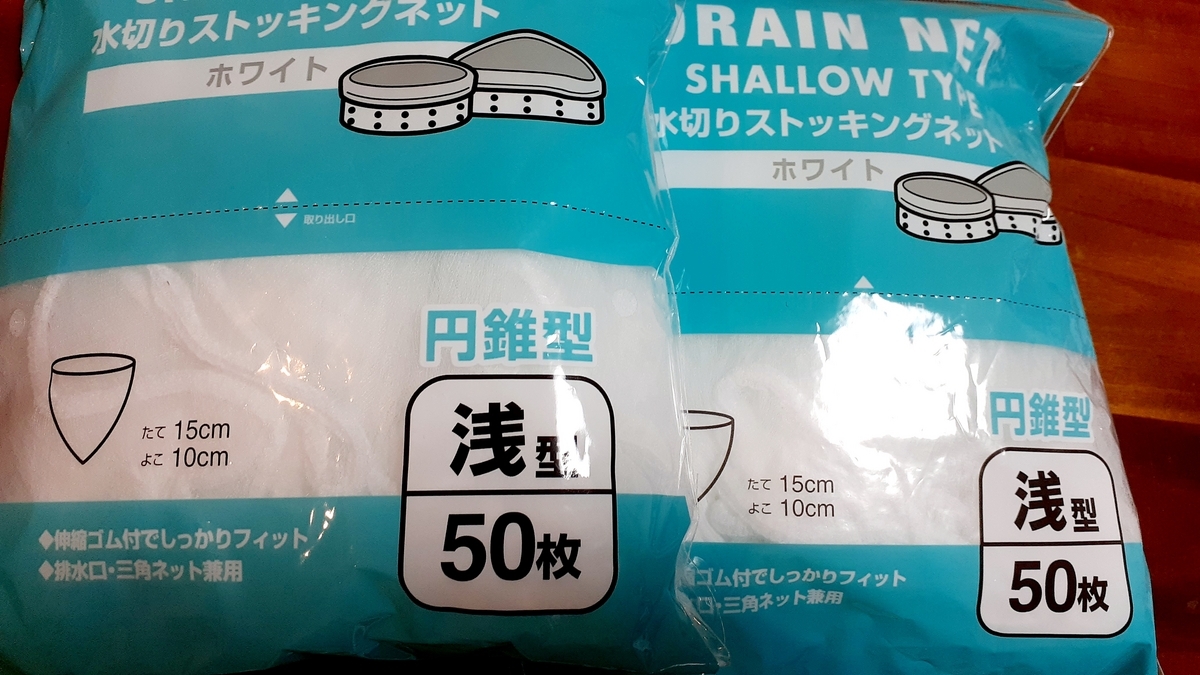 水切りストッキングネット
ホワイト
取り出し口
円錐型
浅型
50枚
たて 15cm
よこ 10cm
◆伸縮ゴム付でしっかりフィット
◆排水口・三角ネット兼用
DRAIN NET
SHALLOW TYPE
水切りストッキングネット
ホワイト
円錐型
浅型
50枚
たて 15cm
よこ 10cm
ゴム付でしっかりフィット
口・三角ネット兼用